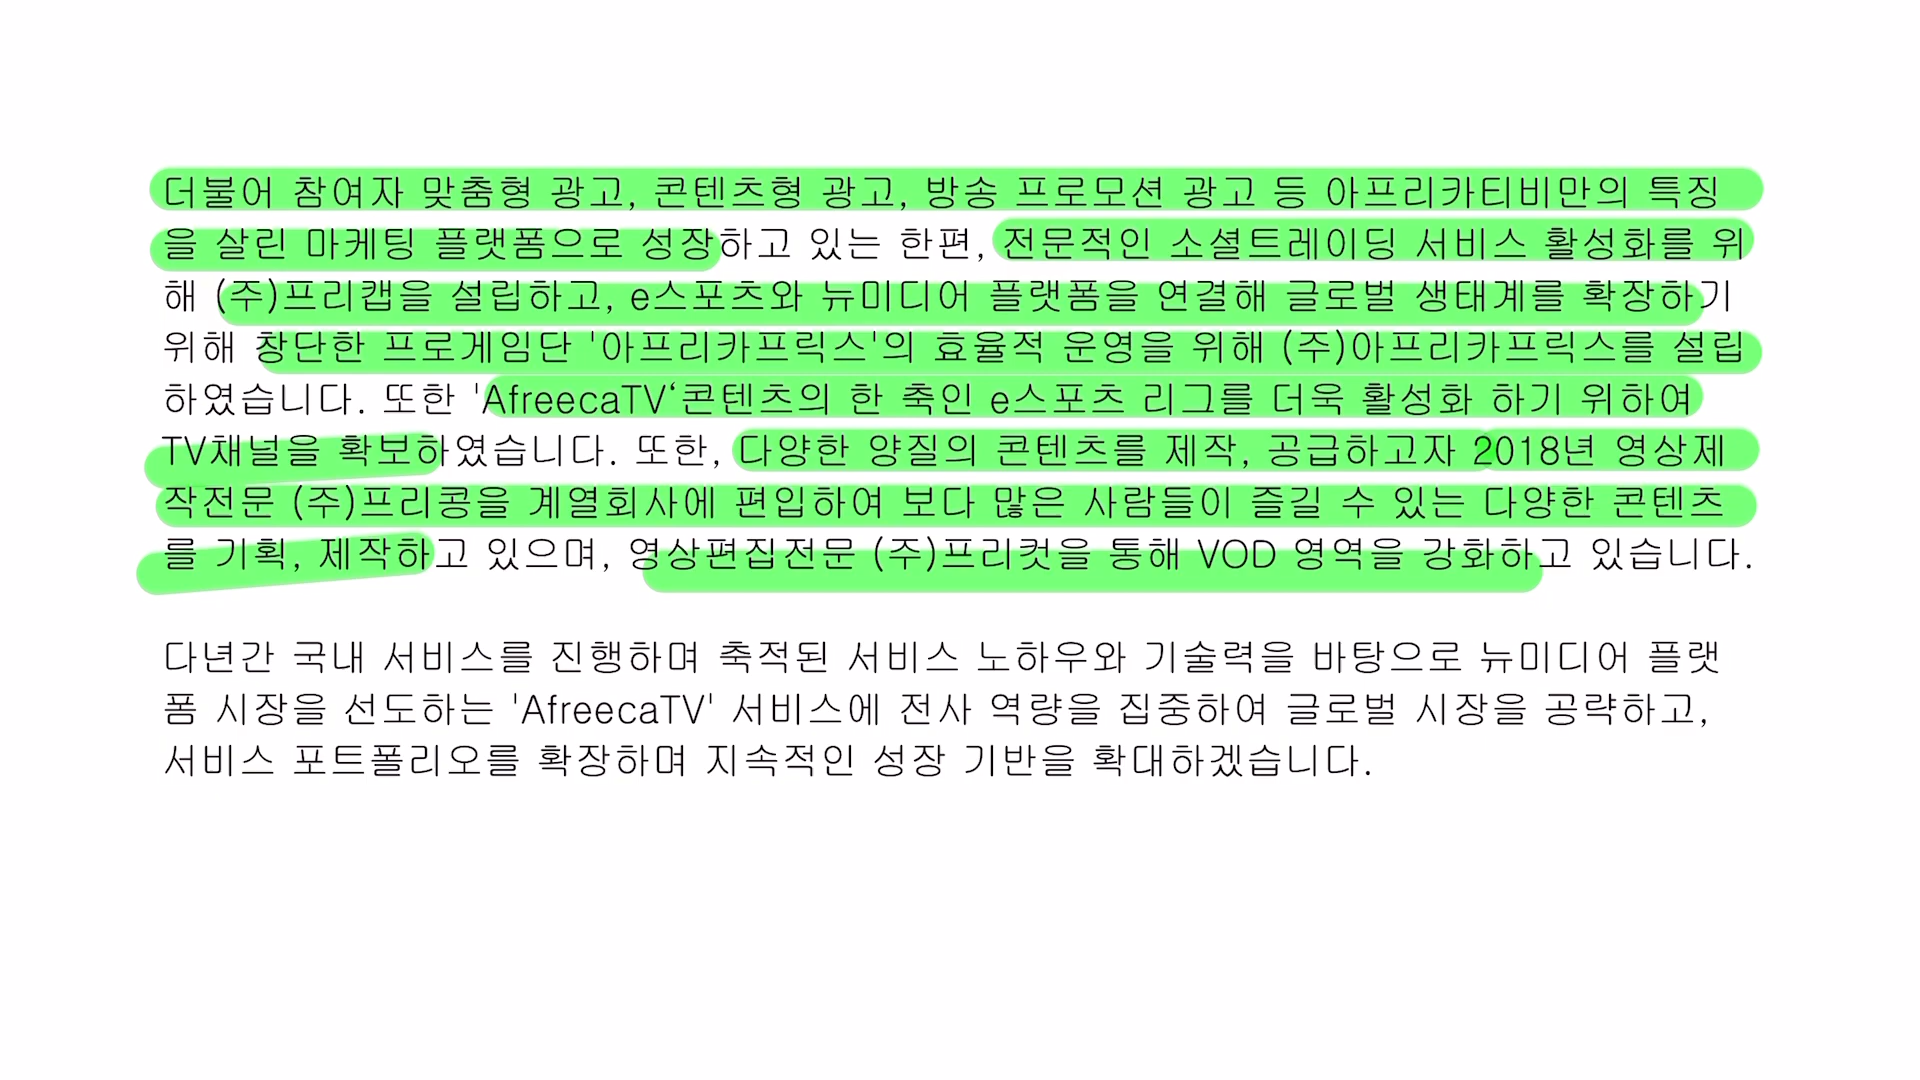 더불어 참여자 맞춤형 광고, 콘텐츠형 광고, 방송 프로모션 광고 등 아프리카티비만의 특징
을 살린 마케팅 플랫폼으로 성장하고 있는 한편, 전문적인 소셜트레이딩 서비스 활성화를 위
해 (주)프리캡을 설립하고, e스포츠와 뉴미디어 플랫폼을 연결해 글로벌 생태계를 확장하기
위해 창단한 프로게임단 '아프리카프릭스'의 효율적 운영을 위해 (주)아프리카프릭스를 설립
하였습니다. 또한 'AfreecaTV‘콘텐츠의 한 축인 e스포츠 리그를 더욱 활성화 하기 위하여
TV채널을 확보하였습니다. 또한, 다양한 양질의 콘텐츠를 제작, 공급하고자 2018년 영상제
작전문 (주)프리콩을 계열회사에 편입하여 보다 많은 사람들이 즐길 수 있는 다양한 콘텐츠
를 기획, 제작하고 있으며, 영상편집전문 (주)프리컷을 통해 VOD 영역을 강화하고 있습니다.
다년간 국내 서비스를 진행하며 축적된 서비스 노하우와 기술력을 바탕으로 뉴미디어 플랫
폼 시장을 선도하는 'AfreecaTV' 서비스에 전사 역량을 집중하여 글로벌 시장을 공략하고,
서비스 포트폴리오를 확장하며 지속적인 성장 기반을 확대하겠습니다.